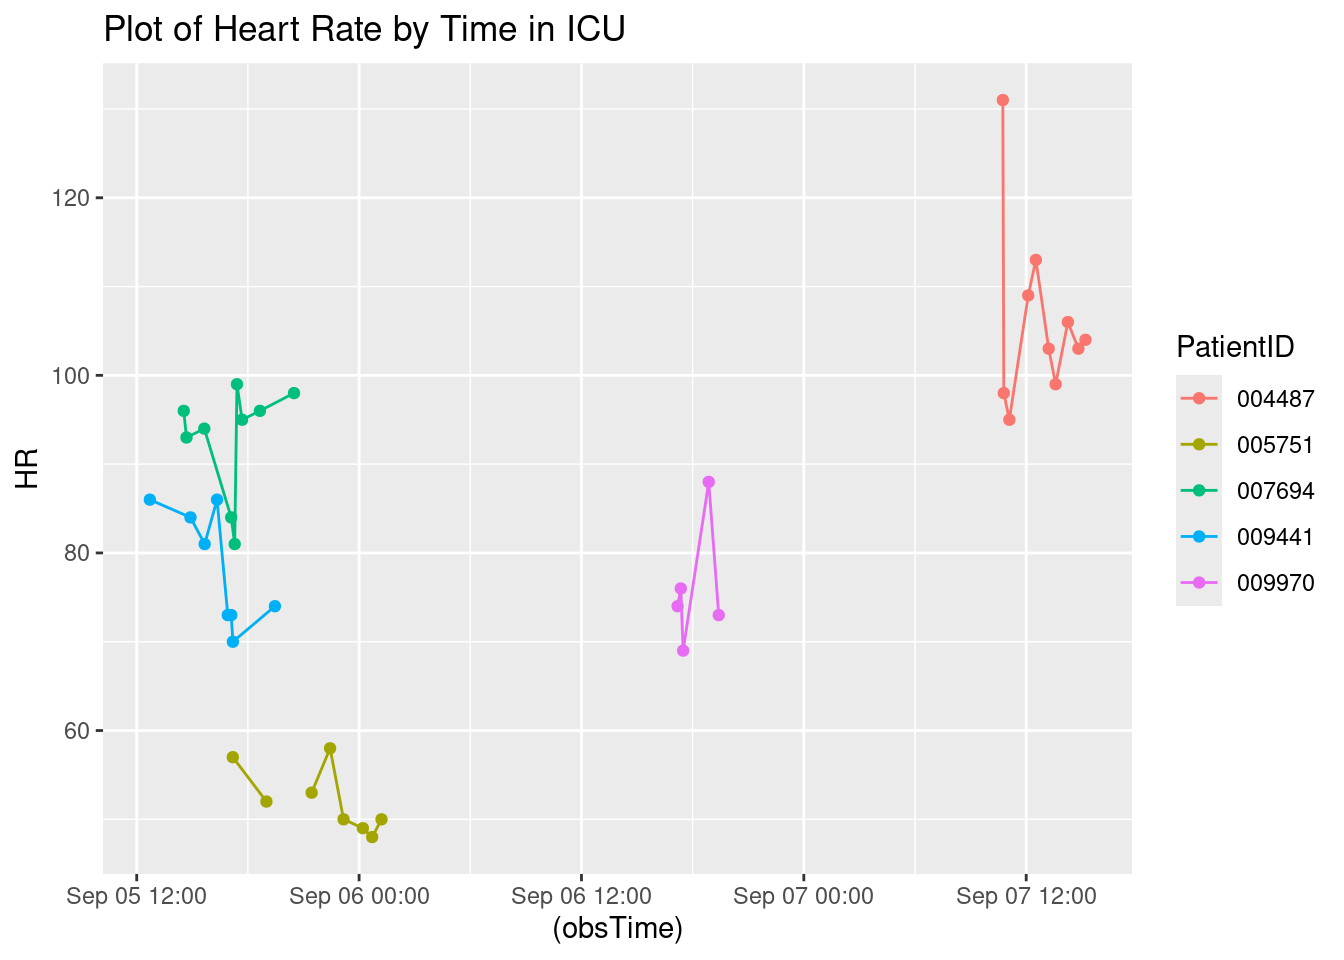 Plot of Heart Rate by Time in ICU
HR
120
100
80
60
Sep 05 12:00
Sep 06 00:00
Sep 06 12:00
Sep 07 00:00
Sep 07 12:00
(obsTime)
PatientID
004487
005751
007694
009441
009970